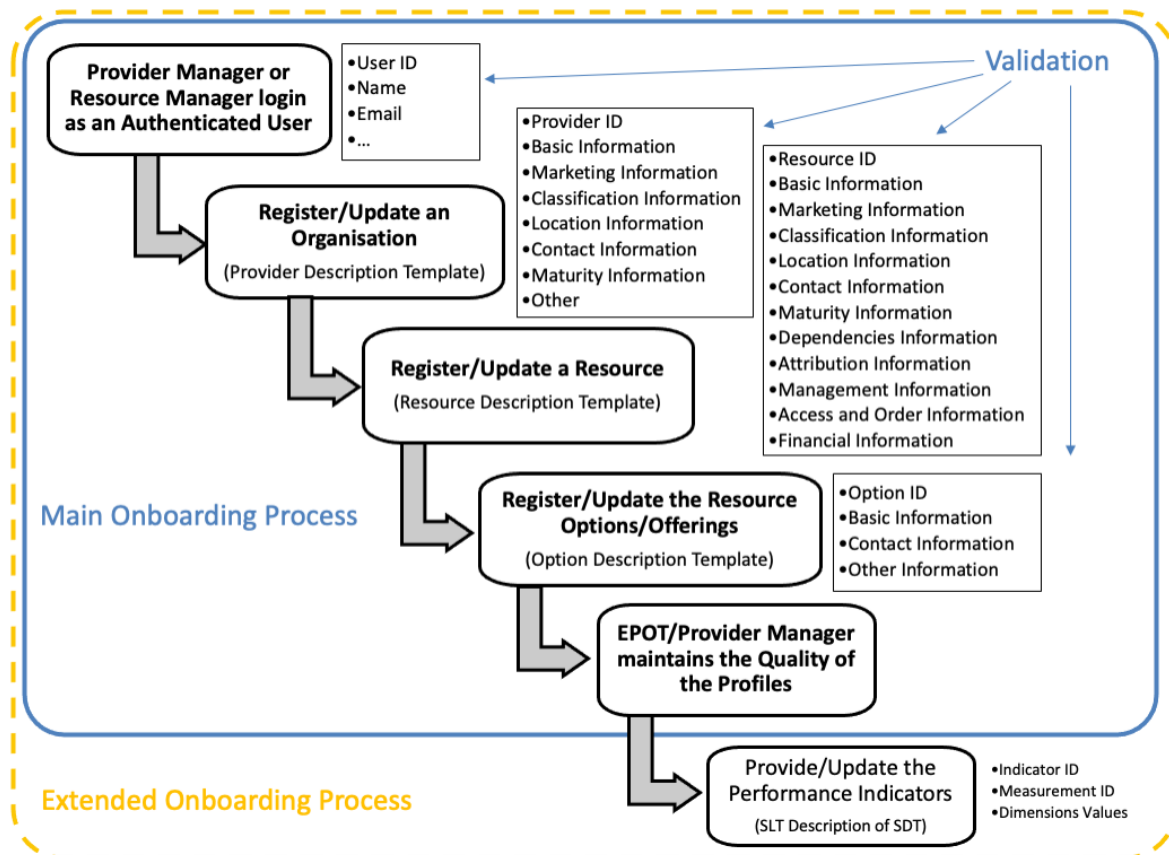 Provider Manager or
Resource Manager login
as an Authenticated User
•User ID
•Name
•Email
•...
Validation
•Provider ID
•Basic Information
•Marketing Information
•Classification Information
•Location Information
•Contact Information
•Maturity Information
•Other
•Resource ID
•Basic Information
•Marketing Information
•Classification Information
•Location Information
•Contact Information
•Maturity Information
•Dependencies Information
•Attribution Information
•Management Information
•Access and Order Information
•Financial Information
Register/Update an
Organisation
(Provider Description Template)
Register/Update a Resource
(Resource Description Template)
Register/Update the Resource
Options/Offerings
(Option Description Template)
•Option ID
•Basic Information
•Contact Information
•Other Information
Main Onboarding Process
EPOT/Provider Manager
maintains the Quality of
the Profiles
Provide/Update the
Performance Indicators
(SLT Description of SDT)
•Indicator ID
•Measurement ID
•Dimensions Values
Extended Onboarding Process